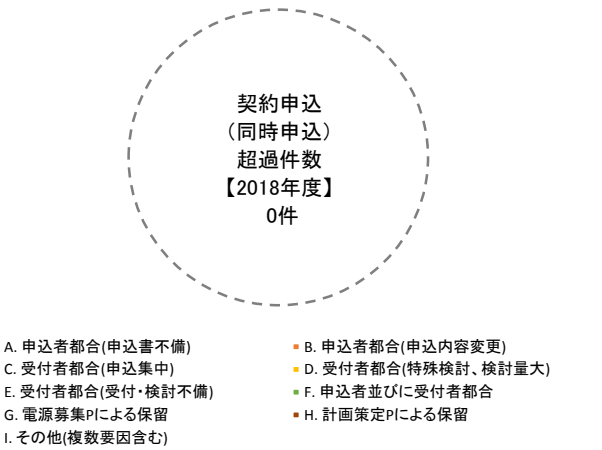 契約申込
(同時申込)
超過件数
【2018年度】
0件
A. 申込者都合(申込書不備)
B. 申込者都合(申込内容変更)
C. 受付者都合(申込集中)
D. 受付者都合(特殊検討、検討量大)
E. 受付者都合(受付・検討不備)
F. 申込者並びに受付者都合
G. 電源募集Pによる保留
H. 計画策定Pによる保留
I. その他(複数要因含む)